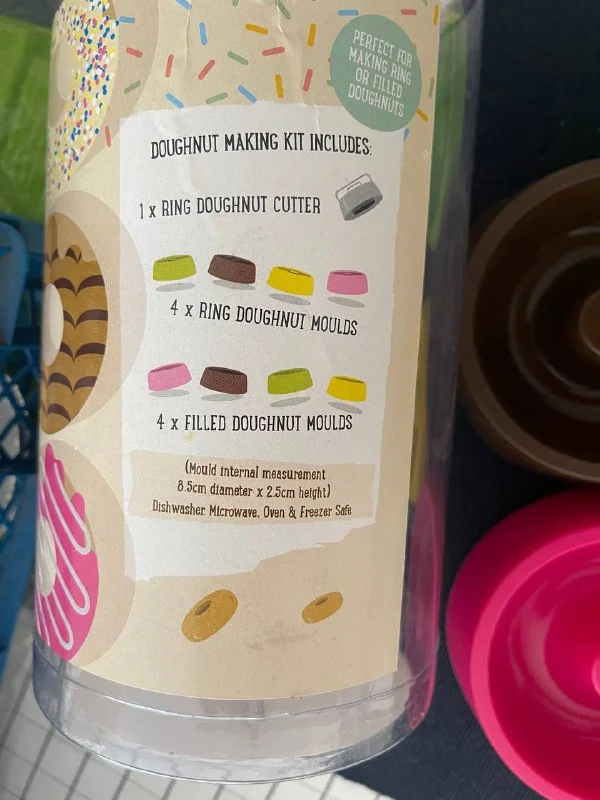 PERFECT FOR
MAKING RING
OR FILLED
DOUGHNUTS
DOUGHNUT MAKING KIT INCLUDES:
1 x RING DOUGHNUT CUTTER
4 x RING DOUGHNUT MOULDS
4 x FILLED DOUGHNUT MOULDS
(Mould internal measurement
8.5cm diameter x 2.5cm height)
Dishwasher, Microwave, Oven & Freezer Safe